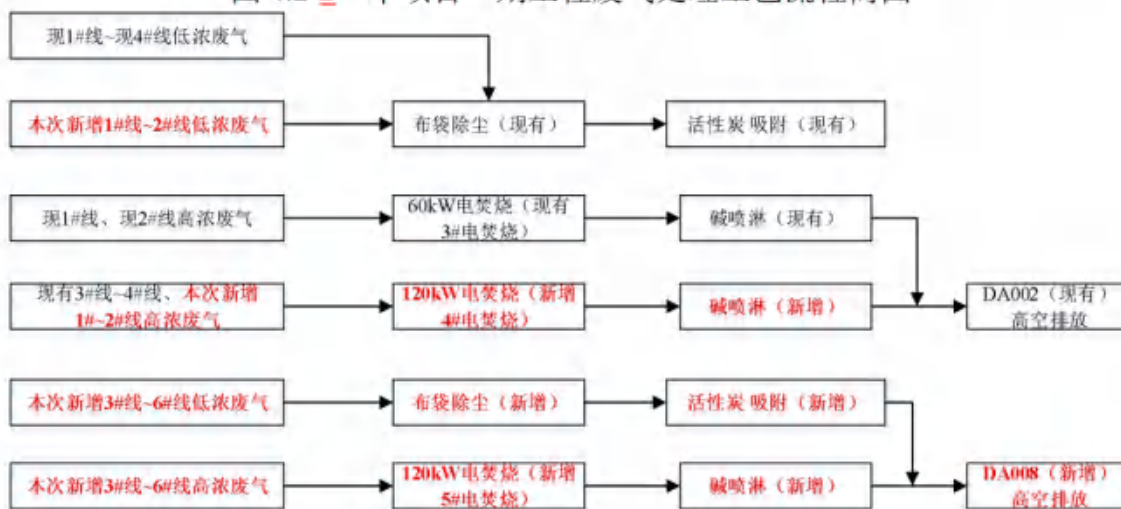 现1#线~现4#线低浓废气
本次新增1#线~2#线低浓废气
布袋除尘（现有）
活性炭 吸附（现有）
现1#线、现2#线高浓废气
60kW电焚烧（现有
3#电焚烧）
碱喷淋（现有）
现有3#线~4#线、本次新增
1#~2#线高浓废气
120kW电焚烧（新增
4#电焚烧）
碱喷淋（新增）
DA002（现有）
高空排放
本次新增3#线~6#线低浓废气
布袋除尘（新增）
活性炭 吸附（新增）
本次新增3#线~6#线高浓废气
120kW电焚烧（新增
5#电焚烧）
碱喷淋（新增）
DA008（新增）
高空排放